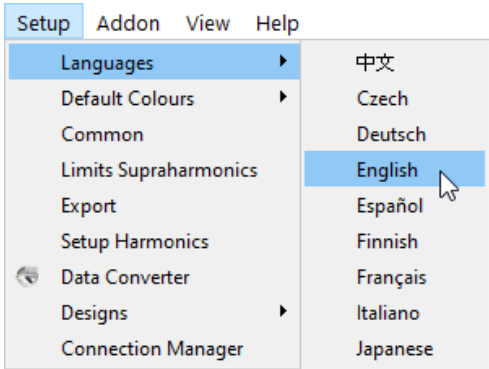 Setup Addon View Help
Languages
Default Colours
Common
Limits Supraharmonics
Export
Setup Harmonics
Data Converter
Designs
Connection Manager
中文
Czech
Deutsch
English
Español
Finnish
Français
Italiano
Japanese